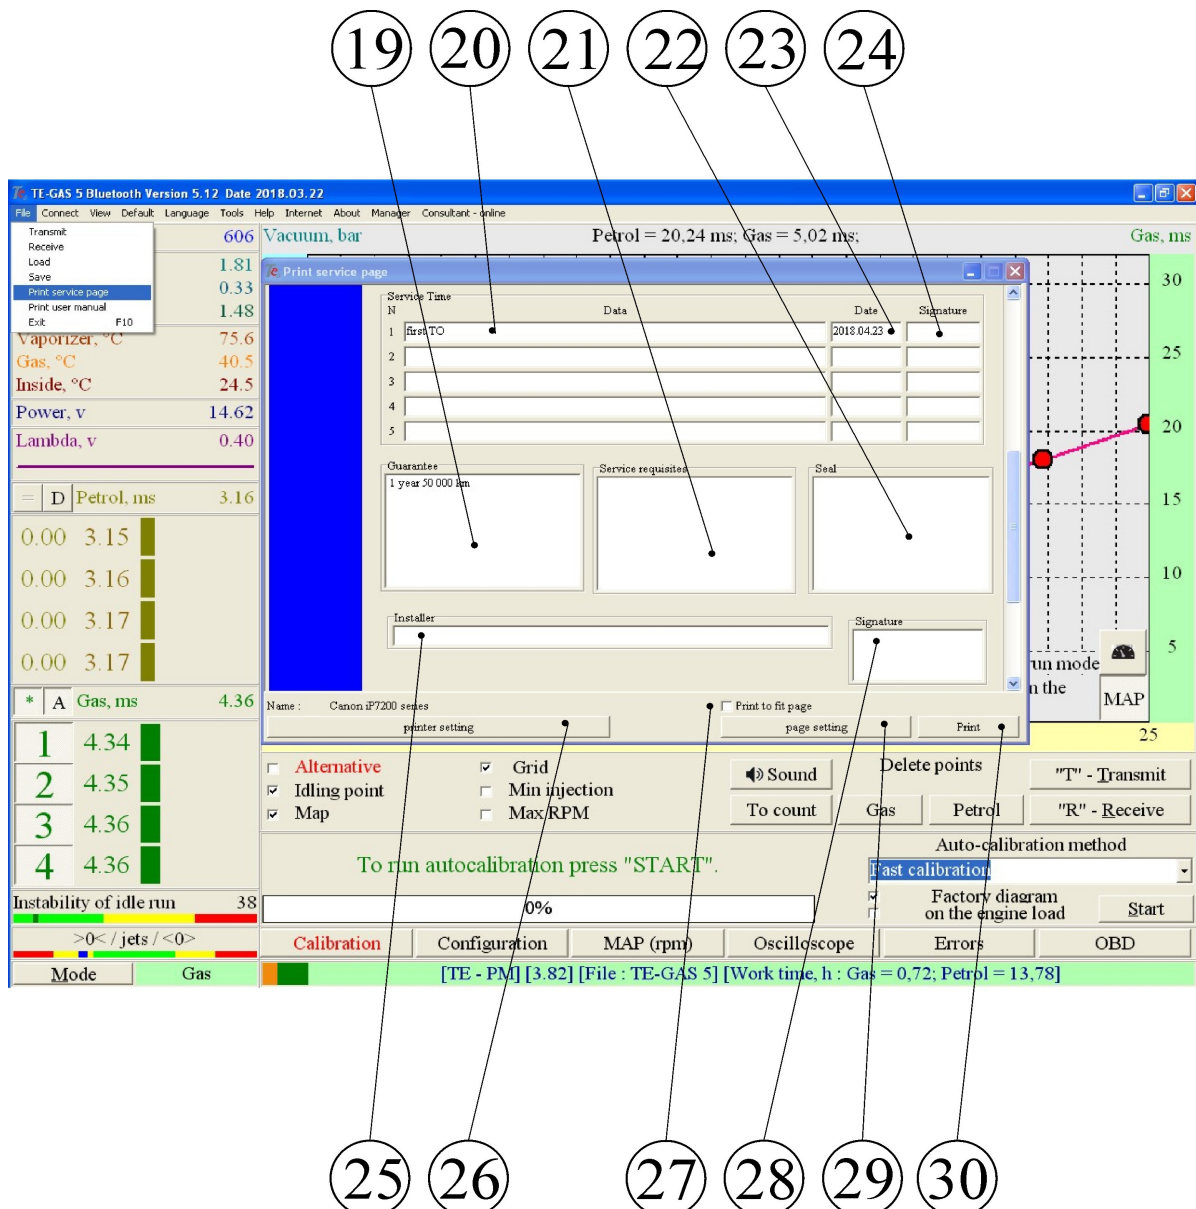 19 20 21 22 23 24
TE-GAS 5 Bluetooth Version 5.12 Date 2018.03.22
File Connect View Default Language Tools Help Internet About Manager Consultant - online
Transmit
Receive
Load
Save
Print service page
Print user manual
Exit F10
606
1.81
0.33
1.48
Vaporizer, °C 75.6
Gas, °C 40.5
Inside, °C 24.5
Power, v 14.62
Lambda, v 0.40
= D Petrol, ms 3.16
0.00 3.15
0.00 3.16
0.00 3.17
0.00 3.17
* A Gas, ms 4.36
1 4.34
2 4.35
3 4.36
4 4.36
Instability of idle run 38
>0< / jets / <0>
Mode Gas
Vacuum, bar Petrol = 20,24 ms; Gas = 5,02 ms; Gas, ms
30
25
20
15
10
5
25
run mode
n the
MAP
Print service page
Service Time
N Data Date Signature
1 first TO 2018.04.23
2
3
4
5
Guarantee
1 year 50 000 km
Service requisites
Seal
Installer
Signature
Name : Canon iP7200 series
Print to fit page
printer setting page setting Print
Alternative
Idling point
Map
Grid
Min injection
Max RPM
Sound
To count
Delete points
Gas Petrol
"T" - Transmit
"R" - Receive
To run autocalibration press "START".
0%
Auto-calibration method
Fast calibration
Factory diagram
on the engine load
Start
Calibration Configuration MAP (rpm) Oscilloscope Errors OBD
[TE - PM] [3.82] [File : TE-GAS 5] [Work time, h : Gas = 0,72; Petrol = 13,78]
25 26 27 28 29 30